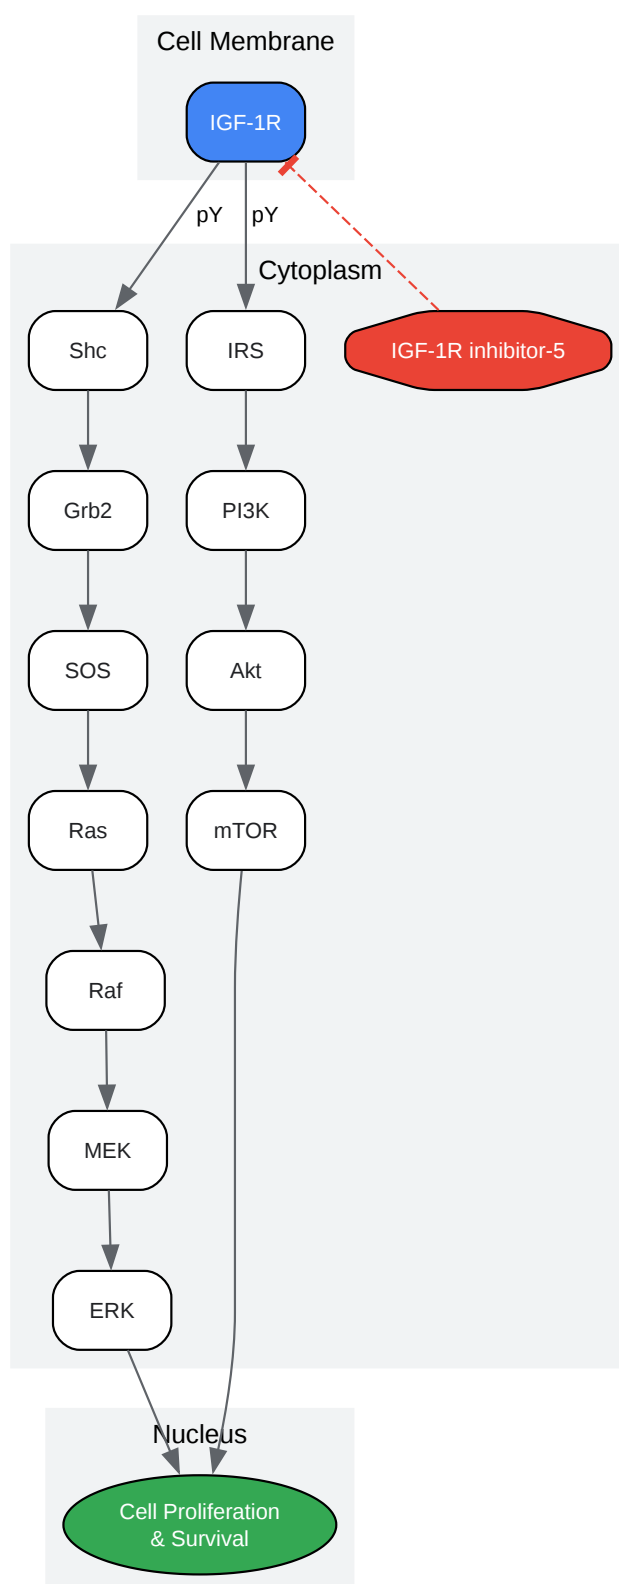 Cell Membrane
IGF-1R
pY
pY
Cytoplasm
Shc
IRS
IGF-1R inhibitor-5
Grb2
PI3K
SOS
Akt
Ras
mTOR
Raf
MEK
ERK
Nucleus
Cell Proliferation
& Survival